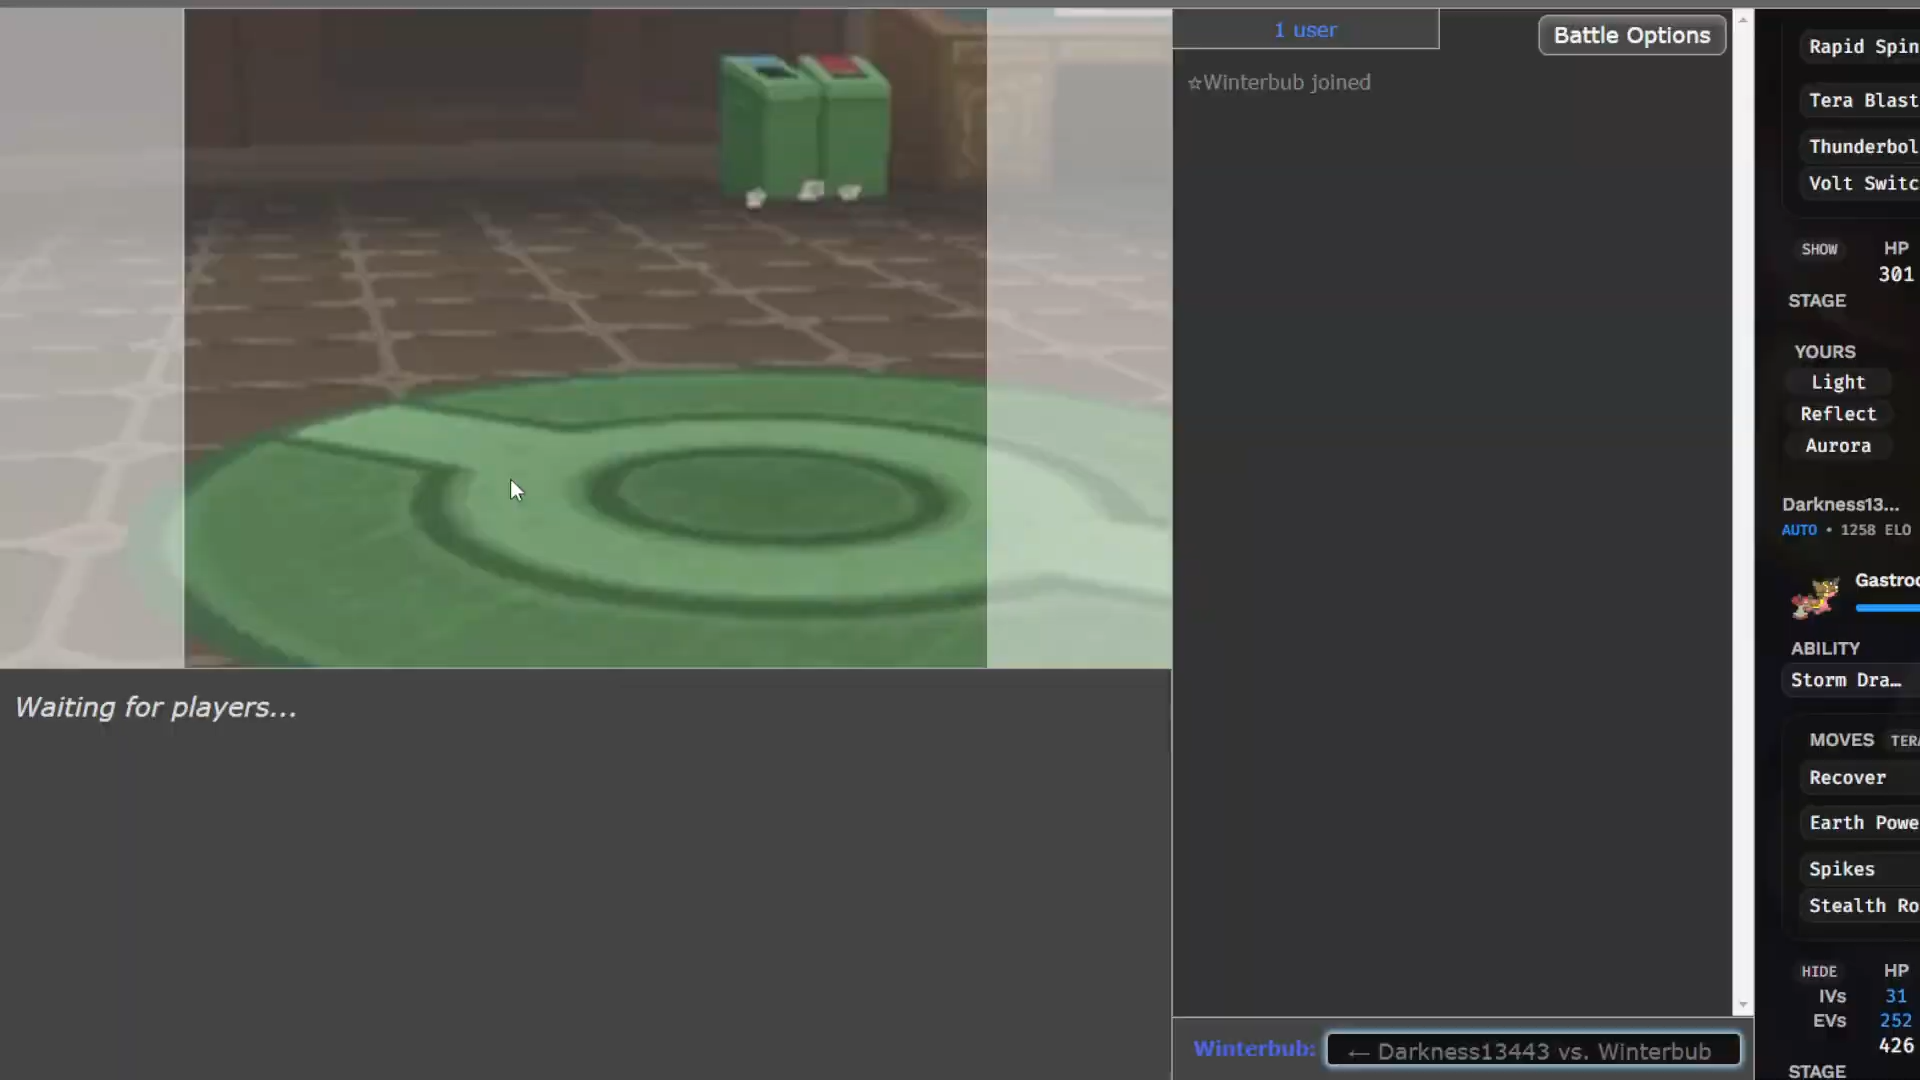 1 user
Battle Options
☆Winterbub joined
Waiting for players...
Winterbub:
← Darkness13443 vs. Winterbub
Rapid Spin
Tera Blast
Thunderbol
Volt Switc
SHOW HP
301
STAGE
YOURS
Light
Reflect
Aurora
Darkness13...
AUTO • 1258 ELO
Gastro
ABILITY
Storm Dra…
MOVES TERA
Recover
Earth Powe
Spikes
Stealth Ro
HIDE HP
IVs 31
EVs 252
426
STAGE